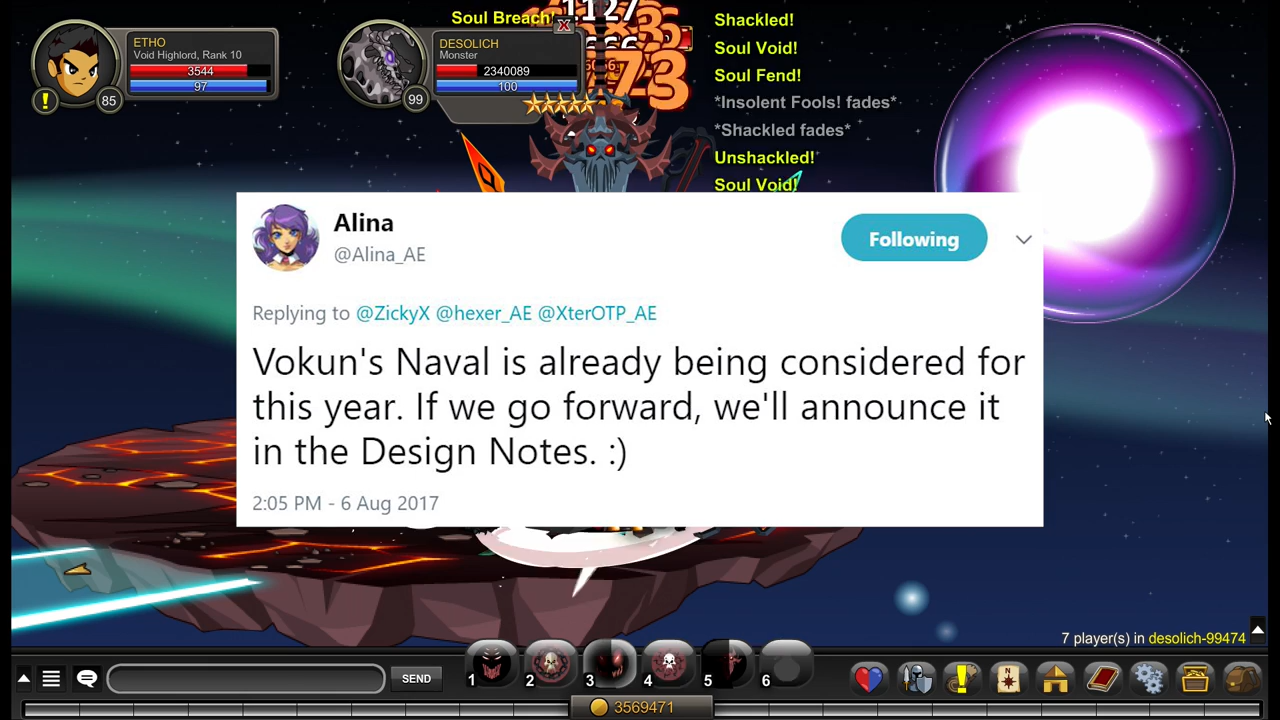 Soul Breach!
1127
ETHO
Void Highlord, Rank 10
3544
97
85
DESOLICH
Monster
2340089
100
99
73
Shackled!
Soul Void!
Soul Fend!
*Insolent Fools! fades*
*Shackled fades*
Unshackled!
Soul Void!
Alina
@Alina_AE
Following
Replying to @ZickyX @hexer_AE @XterOTP_AE
Vokun's Naval is already being considered for
this year. If we go forward, we'll announce it
in the Design Notes. :)
2:05 PM - 6 Aug 2017
7 player(s) in desolich-99474
SEND
1 2 3 4 5 6
3569471